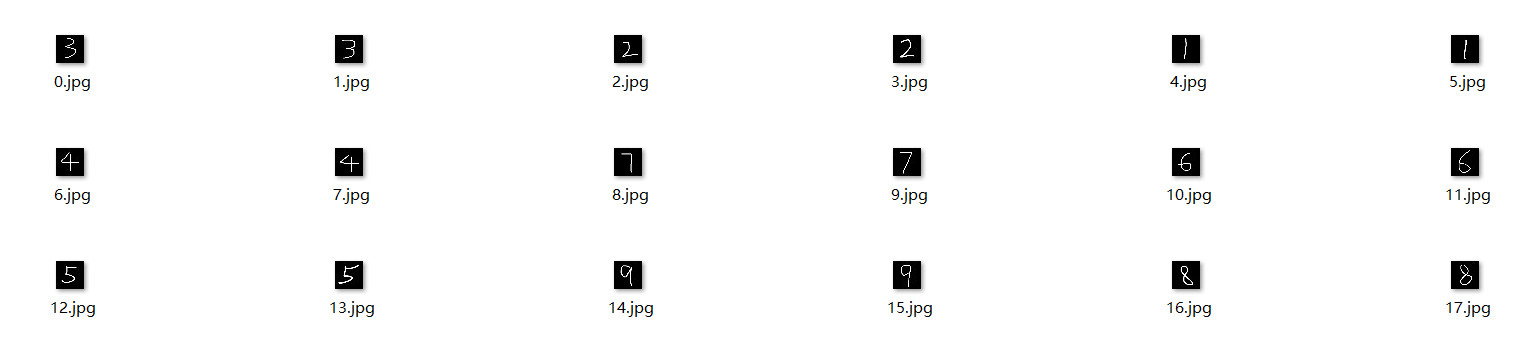 3 3 2 2 1 1
0.jpg 1.jpg 2.jpg 3.jpg 4.jpg 5.jpg
4 4 7 7 6 6
6.jpg 7.jpg 8.jpg 9.jpg 10.jpg 11.jpg
5 5 9 9 8 8
12.jpg 13.jpg 14.jpg 15.jpg 16.jpg 17.jpg